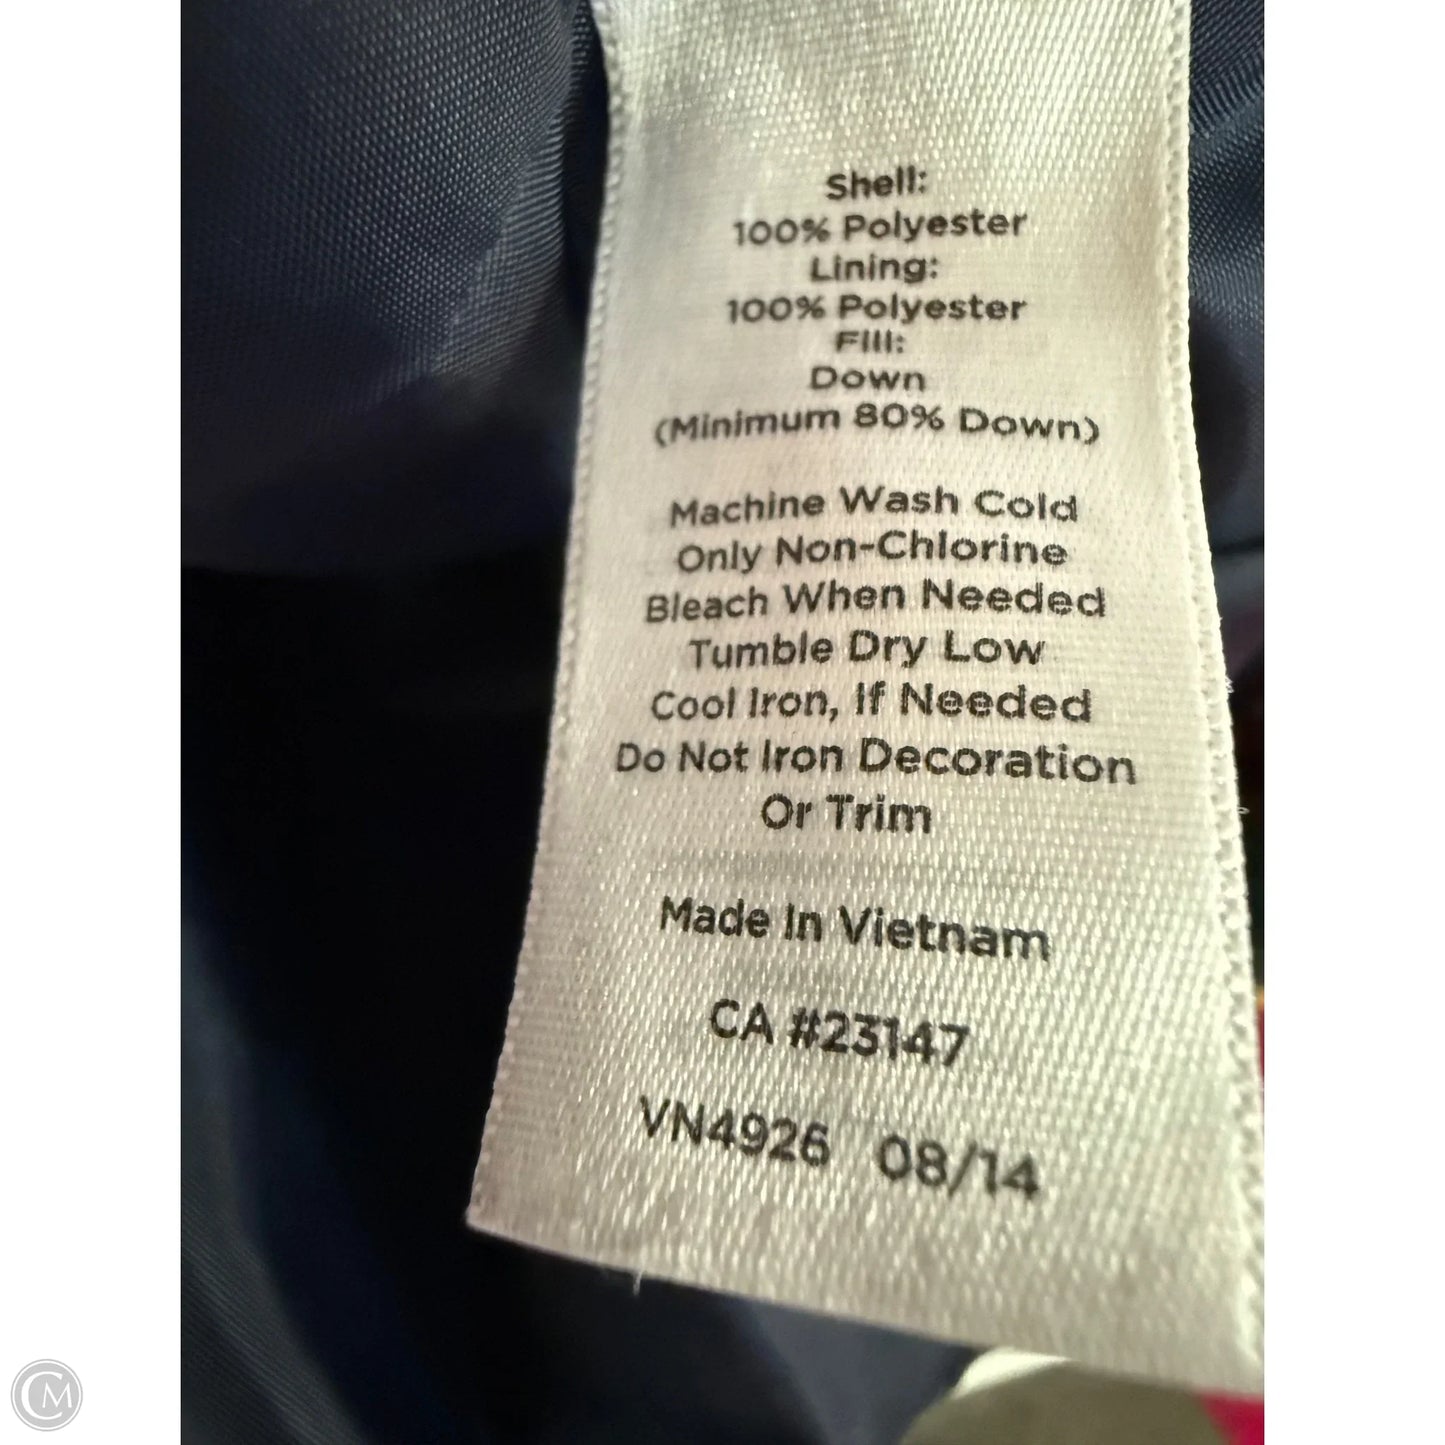 Shell:
100% Polyester
Lining:
100% Polyester
Fill:
Down
(Minimum 80% Down)
Machine Wash Cold
Only Non-Chlorine
Bleach When Needed
Tumble Dry Low
Cool Iron, If Needed
Do Not Iron Decoration
Or Trim
Made In Vietnam
CA #23147
VN4926 08/14
CM